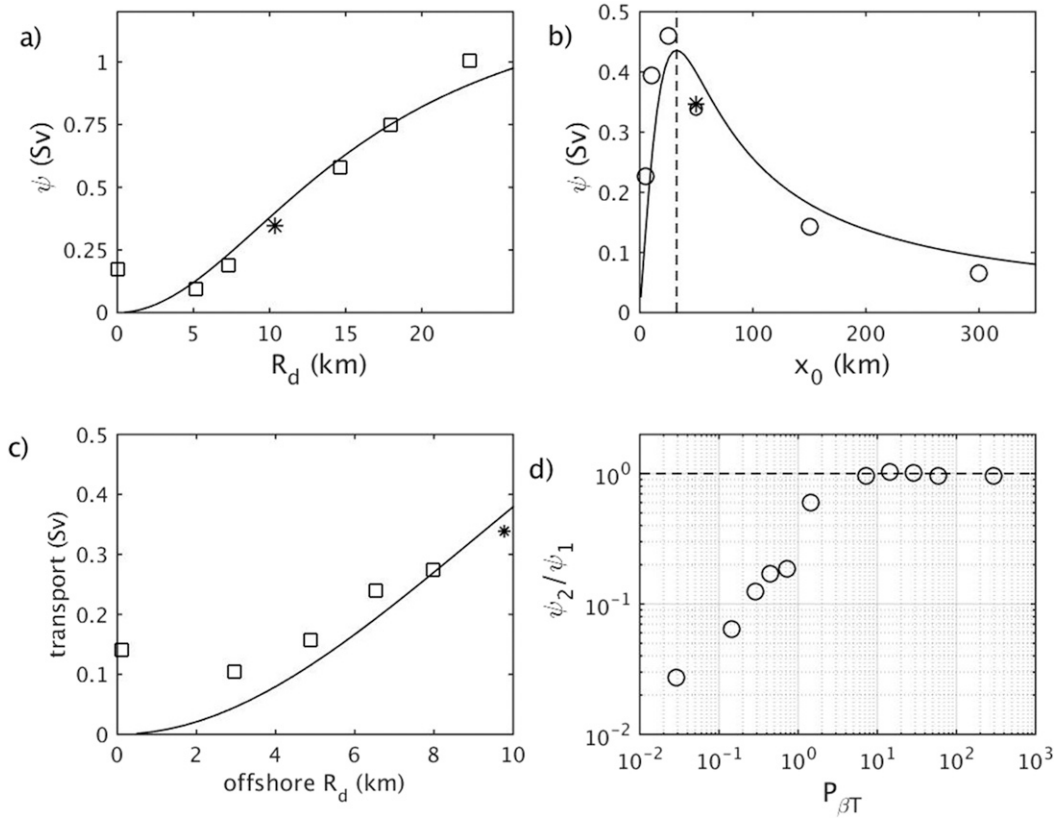 a)
ψ (Sv)
1
0.75
0.5
0.25
0
0 5 10 15 20
R_d (km)
b)
ψ (Sv)
0.5
0.4
0.3
0.2
0.1
0
0 100 200 300
x_0 (km)
c)
transport (Sv)
0.5
0.4
0.3
0.2
0.1
0
0 2 4 6 8 10
offshore R_d (km)
d)
ψ_2/ψ_1
10^0
10^-1
10^-2
10^-2 10^-1 10^0 10^1 10^2 10^3
P_βT